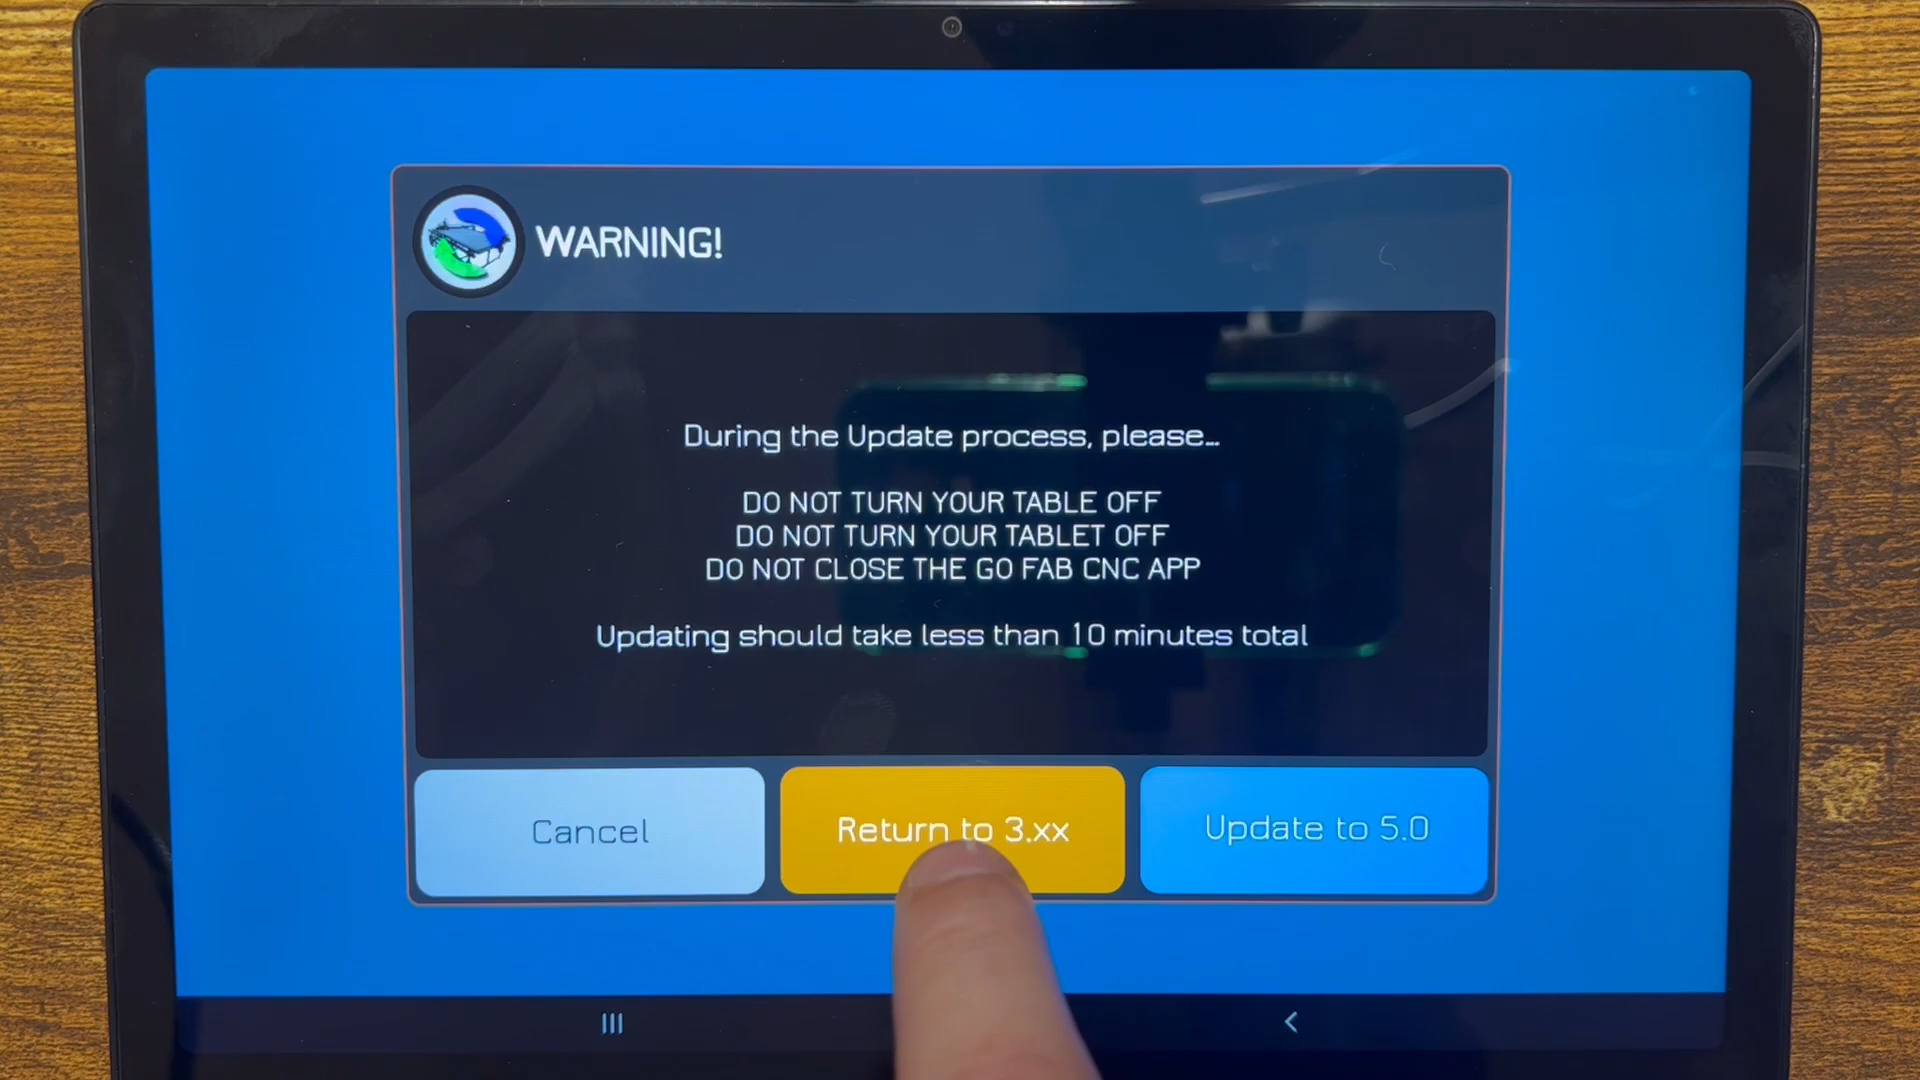 WARNING!
During the Update process, please...
DO NOT TURN YOUR TABLE OFF
DO NOT TURN YOUR TABLET OFF
DO NOT CLOSE THE GO FAB CNC APP
Updating should take less than 10 minutes total
Cancel
Return to 3.xx
Update to 5.0